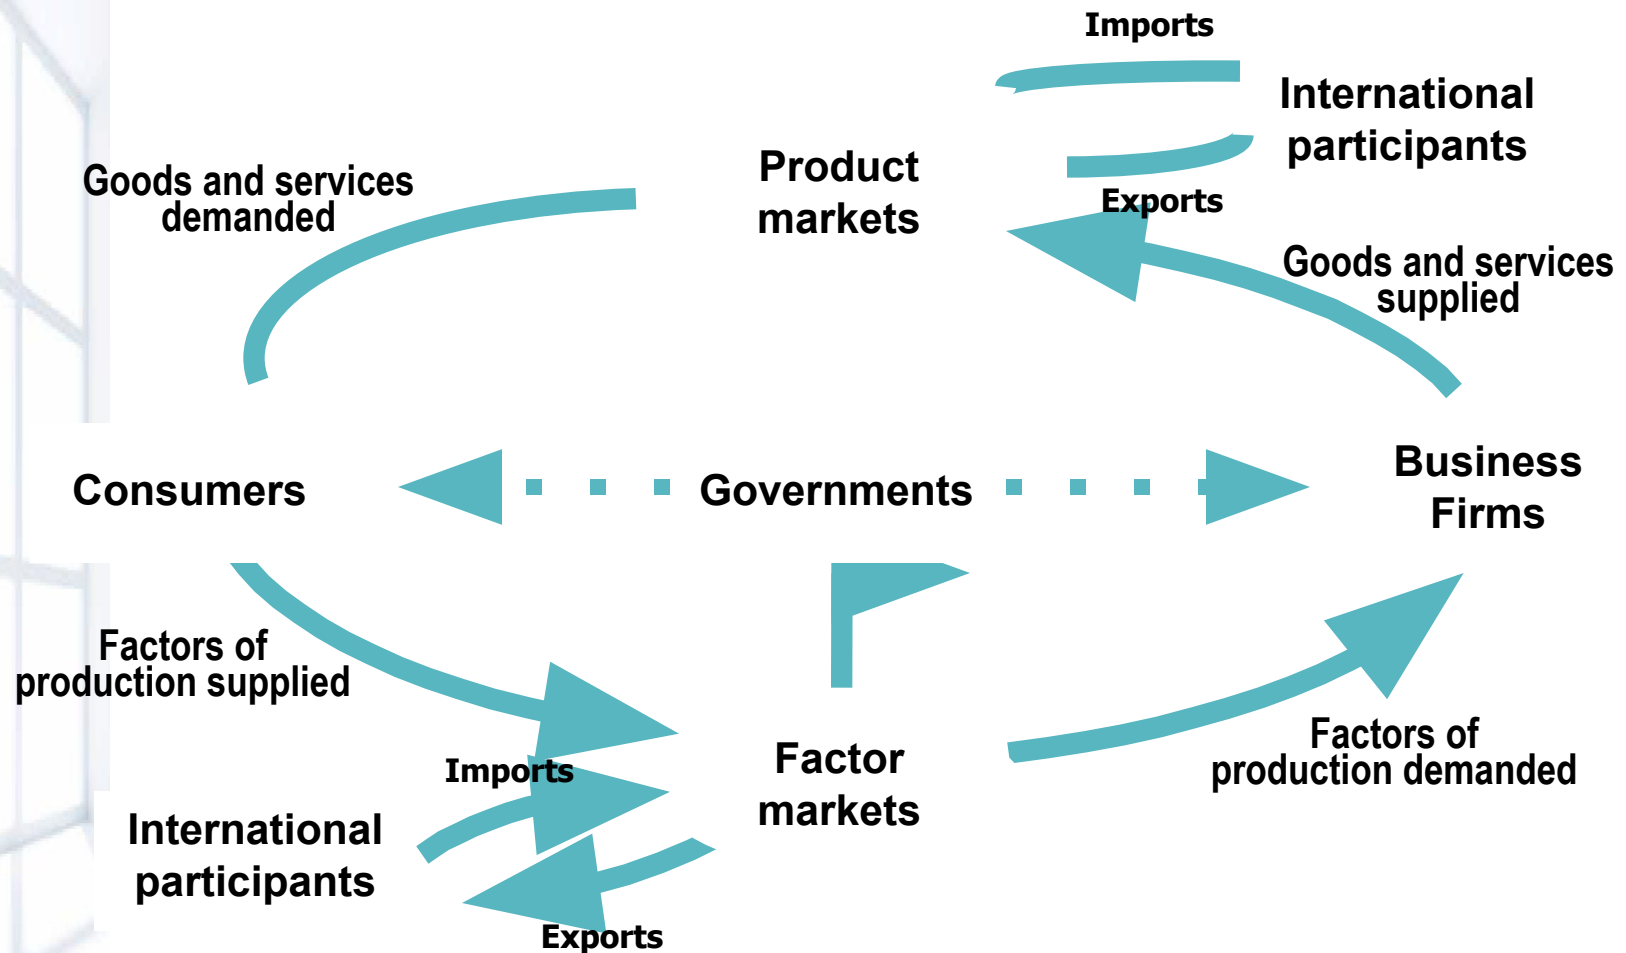 Imports
International
participants
Product
markets
Goods and services
demanded
Exports
Goods and services
supplied
Consumers
Governments
Business
Firms
Factors of
production supplied
Factors of
production demanded
Factor
markets
Imports
International
participants
Exports